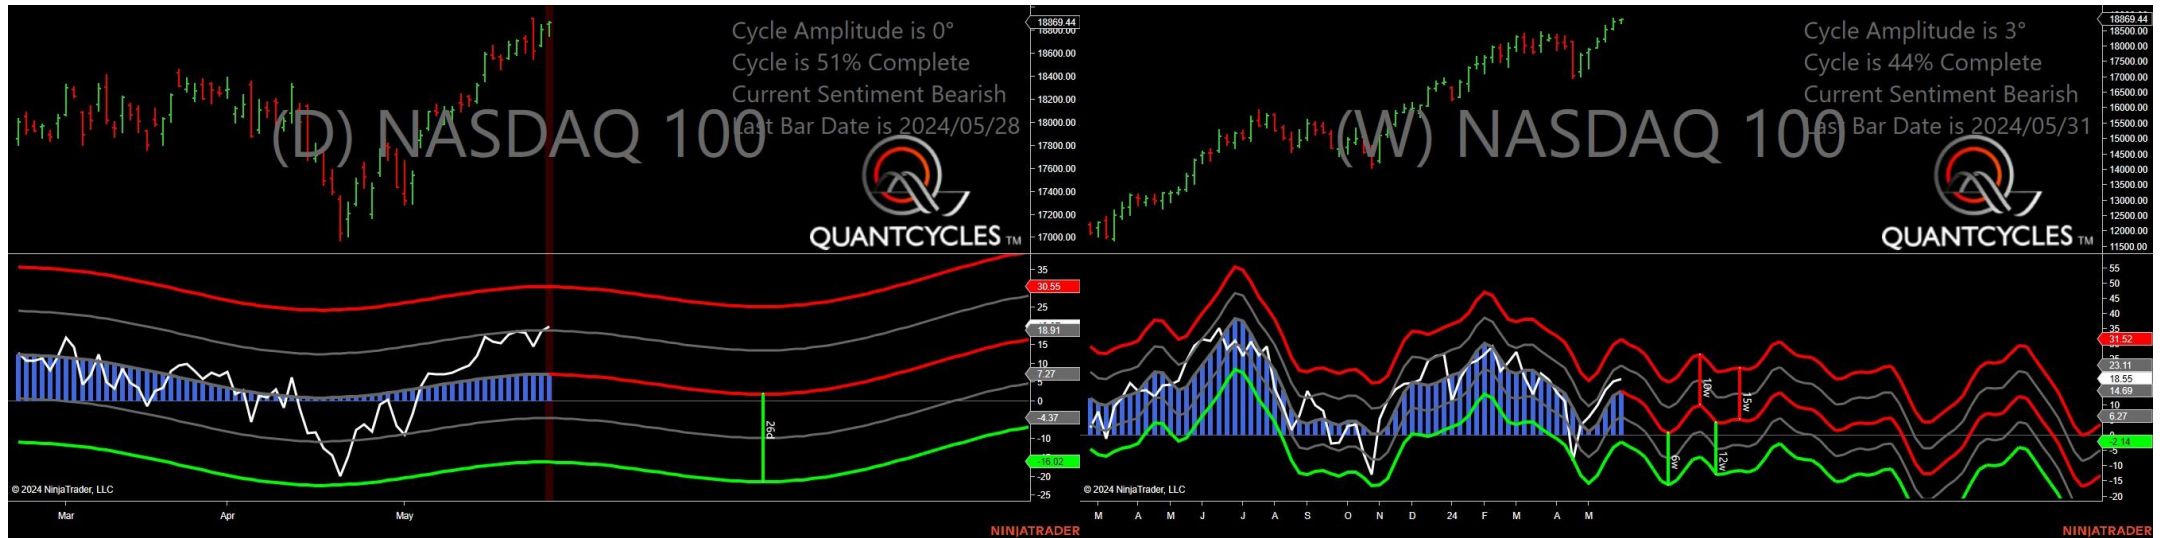 Cycle Amplitude is 0°
Cycle is 51% Complete
Current Sentiment Bearish
Last Bar Date is 2024/05/28
(D) NASDAQ 100
QUANTCYCLES TM
18869.44
18800.00
18600.00
18400.00
18200.00
18000.00
17800.00
17600.00
17400.00
17200.00
17000.00
35
30.55
25
18.91
15
10
7.27
5
0
-4.37
-10
-16.02
-20
-25
26d
© 2024 NinjaTrader, LLC
Mar Apr May
NINJATRADER
Cycle Amplitude is 3°
Cycle is 44% Complete
Current Sentiment Bearish
Last Bar Date is 2024/05/31
(W) NASDAQ 100
QUANTCYCLES TM
18869.44
18500.00
17500.00
17000.00
16500.00
16000.00
15500.00
15000.00
14500.00
14000.00
13500.00
13000.00
12500.00
12000.00
11500.00
55
50
45
40
35
31.52
23.11
18.55
14.69
10
6.27
-2.14
-5
-10
-15
-20
10w
15w
6w
12w
© 2024 NinjaTrader, LLC
M A M J J A S O N D 24 F M A M
NINJATRADER